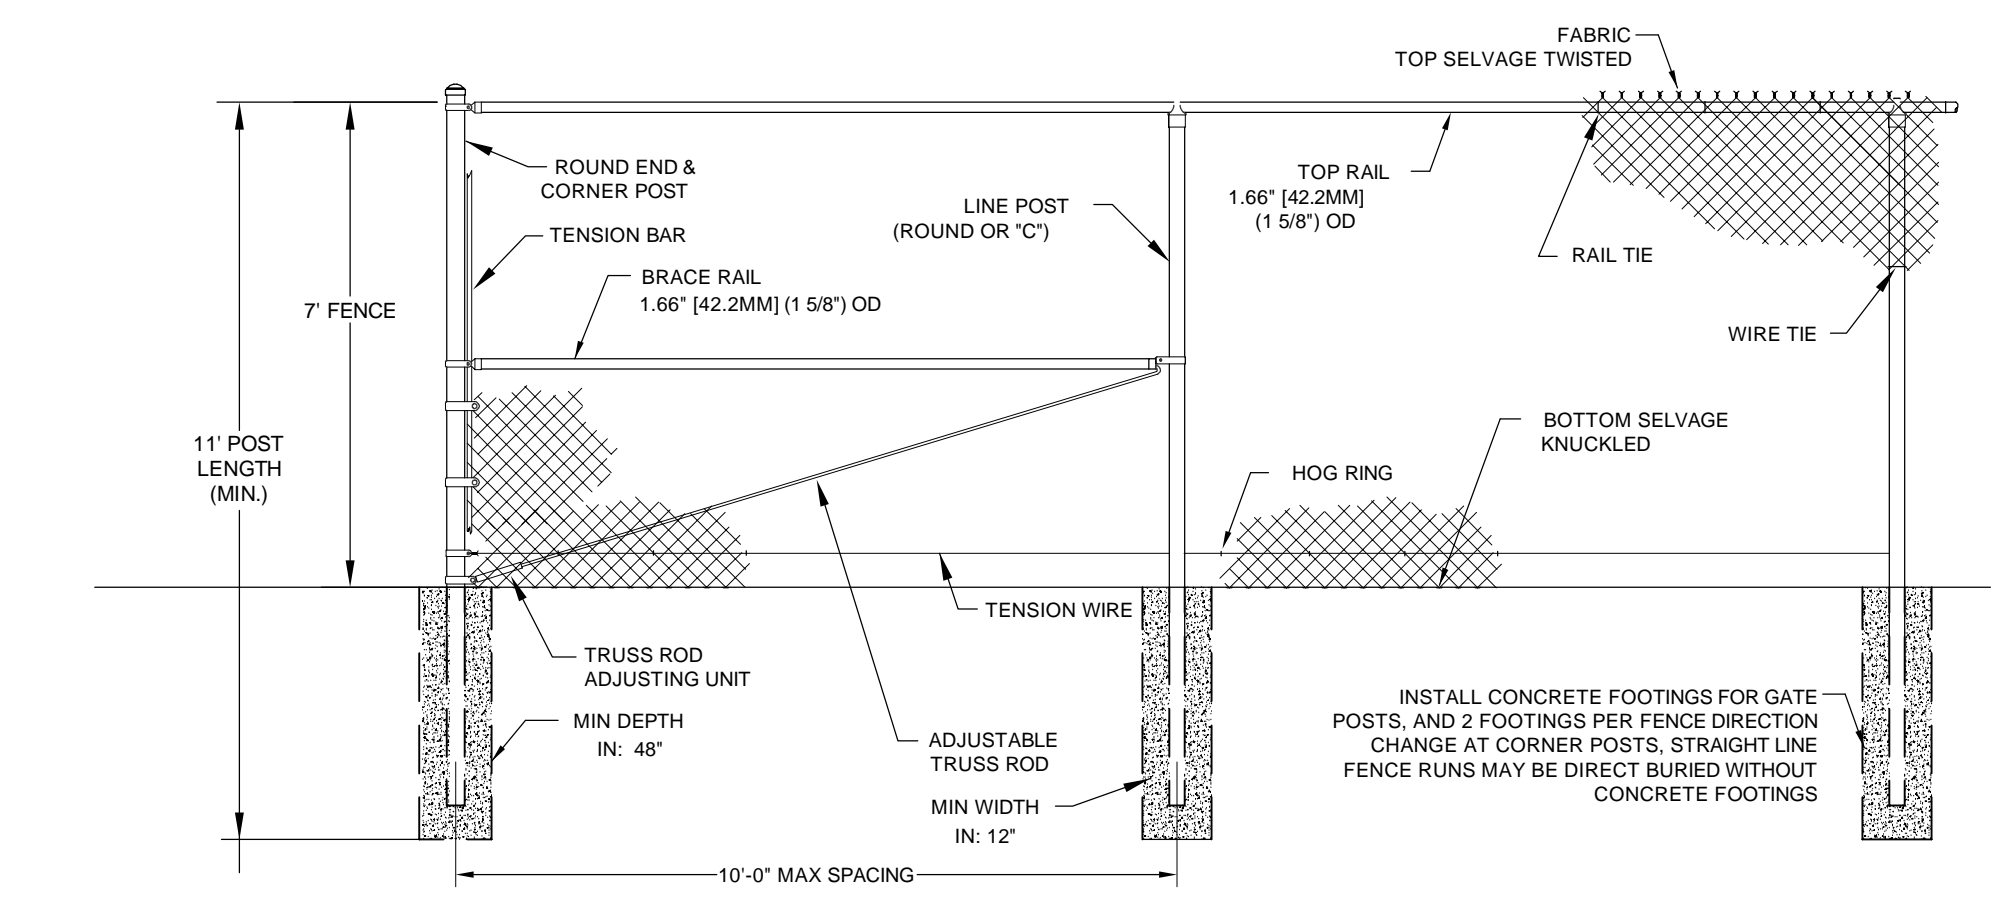 FABRIC
TOP SELVAGE TWISTED
ROUND END &
CORNER POST
TENSION BAR
BRACE RAIL
1.66" [42.2MM] (1 5/8") OD
LINE POST
(ROUND OR "C")
TOP RAIL
1.66" [42.2MM]
(1 5/8") OD
RAIL TIE
WIRE TIE
7' FENCE
11' POST
LENGTH
(MIN.)
BOTTOM SELVAGE
KNUCKLED
HOG RING
TENSION WIRE
TRUSS ROD
ADJUSTING UNIT
MIN DEPTH
IN: 48"
ADJUSTABLE
TRUSS ROD
MIN WIDTH
IN: 12"
INSTALL CONCRETE FOOTINGS FOR GATE
POSTS, AND 2 FOOTINGS PER FENCE DIRECTION
CHANGE AT CORNER POSTS, STRAIGHT LINE
FENCE RUNS MAY BE DIRECT BURIED WITHOUT
CONCRETE FOOTINGS
10'-0" MAX SPACING